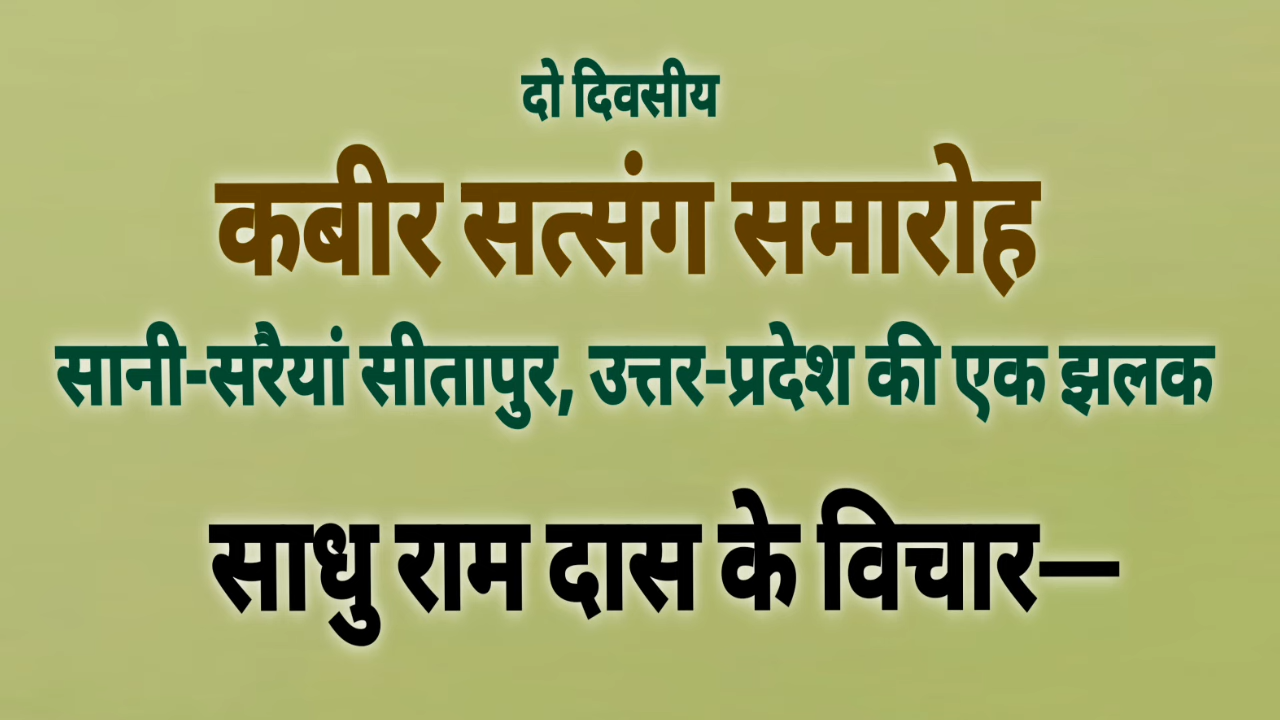 दो दिवसीय
कबीर सत्संग समारोह
सानी-सरैयां सीतापुर, उत्तर-प्रदेश की एक झलक
साधु राम दास के विचार—